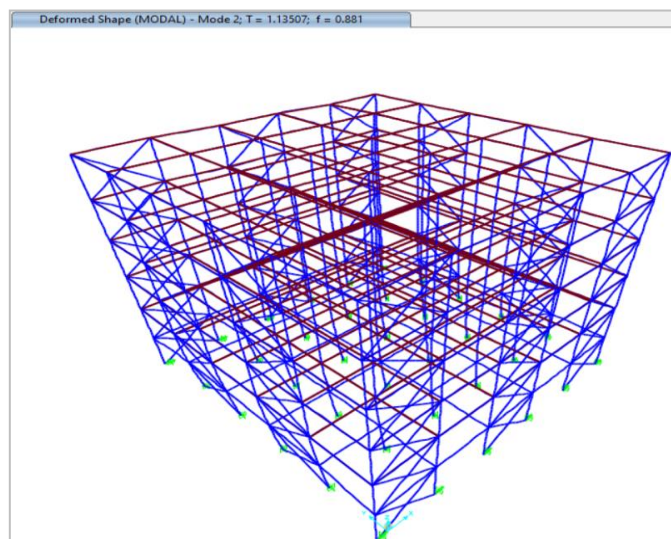 Deformed Shape (MODAL) - Mode 2; T = 1.13507; f = 0.881